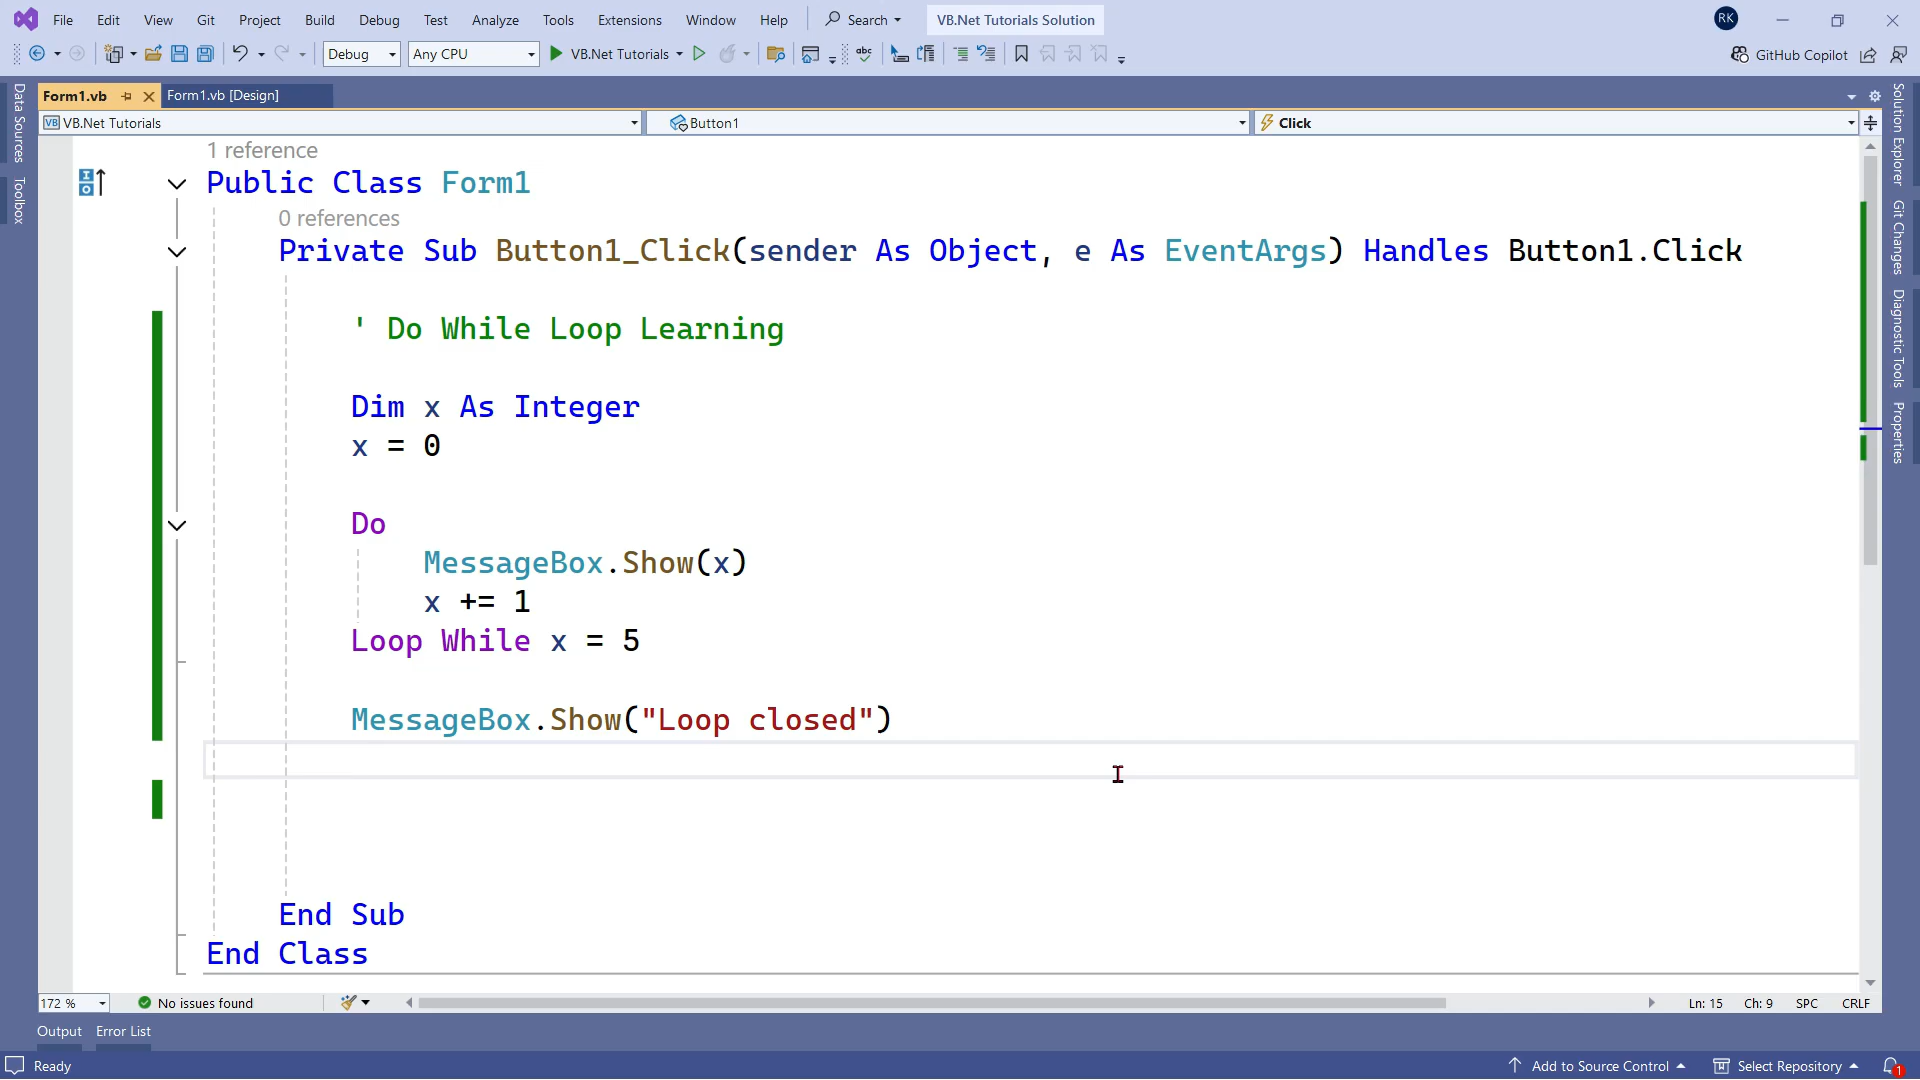 File Edit View Git Project Build Debug Test Analyze Tools Extensions Window Help Search VB.Net Tutorials Solution RK
Debug Any CPU VB.Net Tutorials abc GitHub Copilot
Form1.vb Form1.vb [Design]
VB VB.Net Tutorials Button1 Click
Data Sources
Toolbox
Solution Explorer
Git Changes
Diagnostic Tools
Properties
1 reference
Public Class Form1
0 references
Private Sub Button1_Click(sender As Object, e As EventArgs) Handles Button1.Click
' Do While Loop Learning
Dim x As Integer
x = 0
Do
MessageBox.Show(x)
x += 1
Loop While x = 5
MessageBox.Show("Loop closed")
End Sub
End Class
172 % No issues found Ln: 15 Ch: 9 SPC CRLF
Output Error List
Ready Add to Source Control Select Repository 1